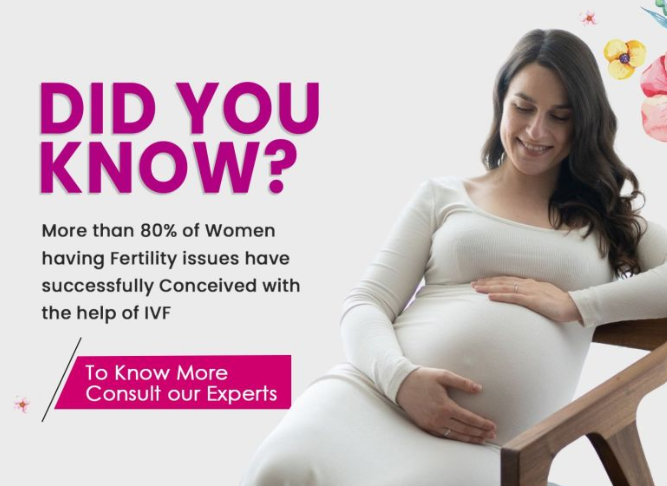 DID YOU
KNOW?
More than 80% of Women
having Fertility issues have
successfully Conceived with
the help of IVF
To Know More
Consult our Experts